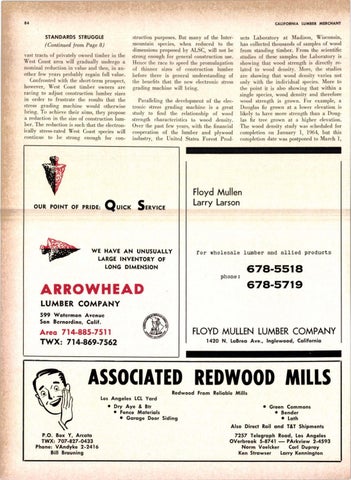 84
CALIFORNIA LUMBER MERCHANT
STANDARDS STRUGGLE
(Continued from Page 8)
vast tracts of privately owned timber in the
West Coast area will gradually undergo a
nominal reduction in value and then, in an-
other few years probably regain full value.
Confronted with the short-term prospect,
however, West Coast timber owners are
racing to adjust construction lumber sizes
in order to frustrate the results that the
stress grading machine would otherwise
bring. To achieve their aims, they propose
a reduction in the size of construction lum-
ber. The reduction is such that the electron-
ically stress-rated West Coast species will
continue to be strong enough for con-
struction purposes. But many of the Inter-
mountain species, when reduced to the
dimensions proposed by ALSC, will not be
strong enough for general construction use.
Hence the race to speed the promulgation
of thinner sizes of construction lumber
before there is general understanding of
the benefits that the new electronic stress
grading machine will bring.
Paralleling the development of the elec-
tronic stress grading machine is a great
study to find the relationship of wood
strength characteristics to wood density.
Over the past few years, with the financial
cooperation of the lumber and plywood
industry, the United States Forest Prod-
ucts Laboratory at Madison, Wisconsin,
has collected thousands of samples of wood
from standing timber. From the scientific
studies of these samples the Laboratory is
showing that wood strength is directly re-
lated to wood density. More, the studies
are showing that wood density varies not
only with the individual species. More to
the point it is also showing that within a
single species, wood density and therefore
wood strength is grown. For example, a
Douglas fir grown at a lower elevation is
likely to have more strength than a Doug-
las fir tree grown at a higher elevation.
The wood density study was scheduled for
completion on January 1, 1964, but this
completion date was postponed to March 1,
OUR POINT OF PRIDE: QUICK SERVICE
WE HAVE AN UNUSUALLY
LARGE INVENTORY OF
LONG DIMENSION
ARROWHEAD
LUMBER COMPANY
599 Waterman Avenue
San Bernardino, Calif.
Area 714-885-7511
TWX: 714-869-7562
Floyd Mullen
Larry Larson
for wholesale lumber and allied products
phone:
678-5518
678-5719
FLOYD MULLEN LUMBER COMPANY
1420 N. LaBrea Ave., Inglewood, California
ASSOCIATED REDWOOD MILLS
Redwood From Reliable Mills
Los Angeles LCL Yard
• Dry Aye & Btr
• Fence Materials
• Garage Door Siding
• Green Commons
• Bender
• Lath
Also Direct Rail and T&T Shipments
P.O. Box Y, Arcata
TWX: 707-827-0433
Phone: VAndyke 2-2416
Bill Brauning
7257 Telegraph Road, Los Angeles
OVerbrook 5-8741 — PArkview 2-4593
Norm Voelcker Carl Dupray
Ken Strawser Larry Kennington